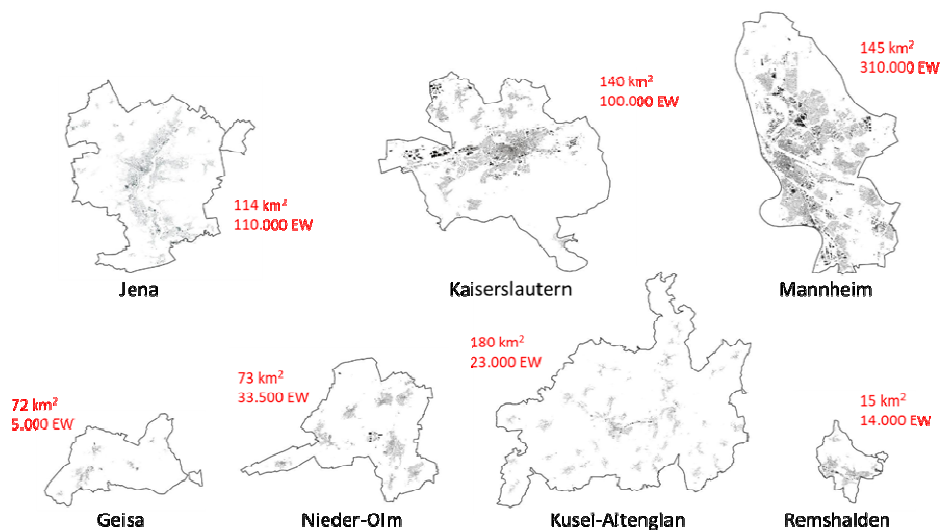 145 km²
310.000 EW
140 km²
100.000 EW
114 km²
110.000 EW
Jena
Kaiserslautern
Mannheim
180 km²
23.000 EW
73 km²
33.500 EW
72 km²
5.000 EW
15 km²
14.000 EW
Geisa
Nieder-Olm
Kusel-Altenglan
Remshalden